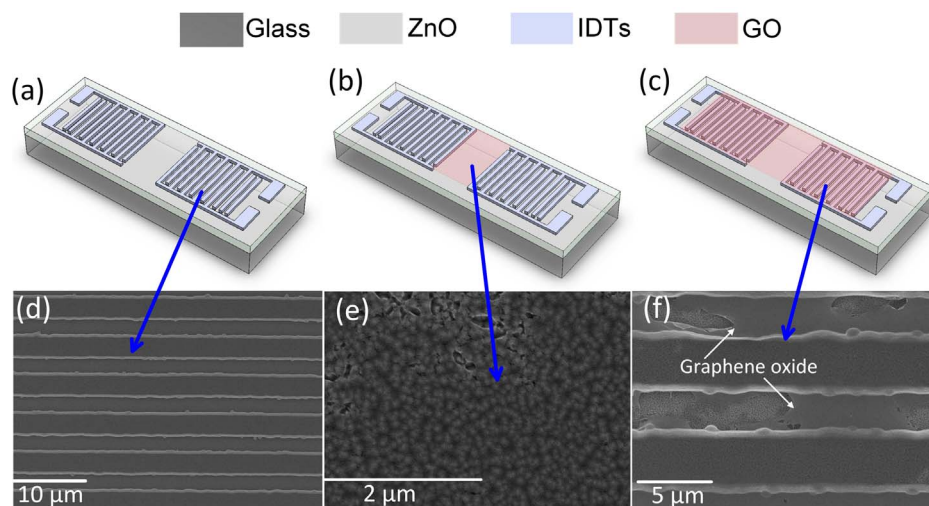 Glass ZnO IDTs GO
(a) (b) (c)
(d) (e) (f)
Graphene oxide
10 μm 2 μm 5 μm